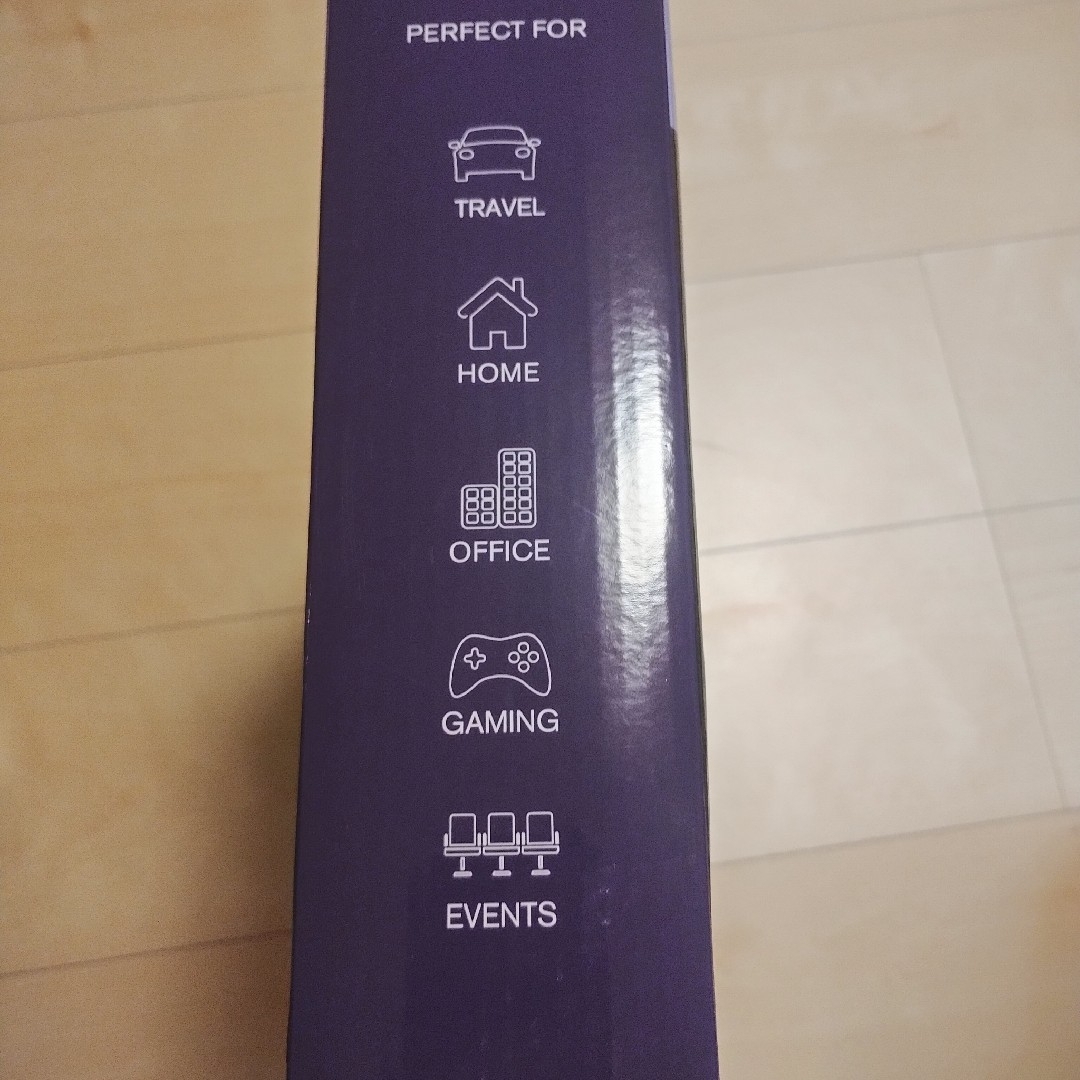 PERFECT FOR
TRAVEL
HOME
OFFICE
GAMING
EVENTS